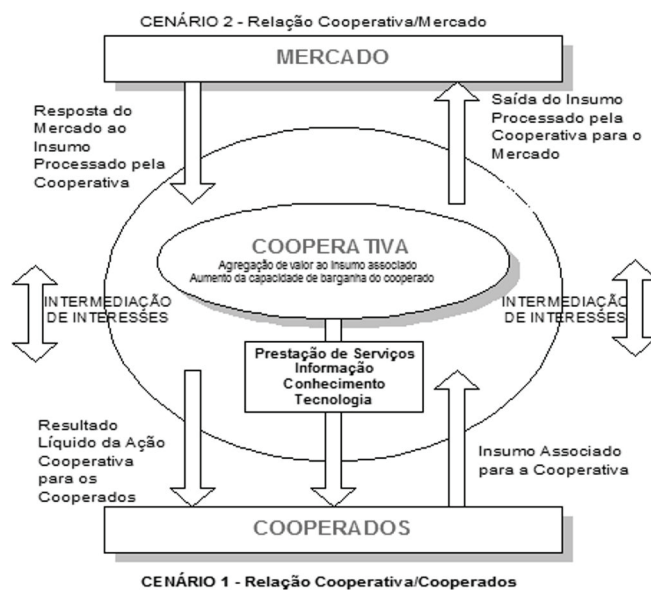 CENÁRIO 2 - Relação Cooperativa/Mercado
MERCADO
Resposta do
Mercado ao
Insumo
Processado pela
Cooperativa
Saída do Insumo
Processado pela
Cooperativa para o
Mercado
COOPERATIVA
Agregação de valor ao insumo associado
Aumento da capacidade de barganha do cooperado
INTERMEDIAÇÃO
DE INTERESSES
INTERMEDIAÇÃO
DE INTERESSES
Prestação de Serviços
Informação
Conhecimento
Tecnologia
Resultado
Líquido da Ação
Cooperativa
para os
Cooperados
Insumo Associado
para a Cooperativa
COOPERADOS
CENÁRIO 1 - Relação Cooperativa/Cooperados